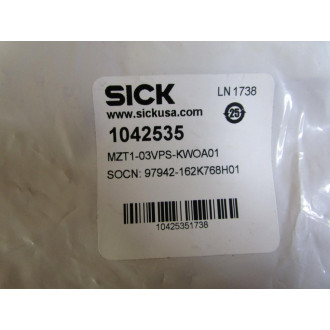 SICK LN 1738
www.sickusa.com 25
1042535
MZT1-03VPS-KWOA01
SOCN: 97942-162K768H01
10425351738